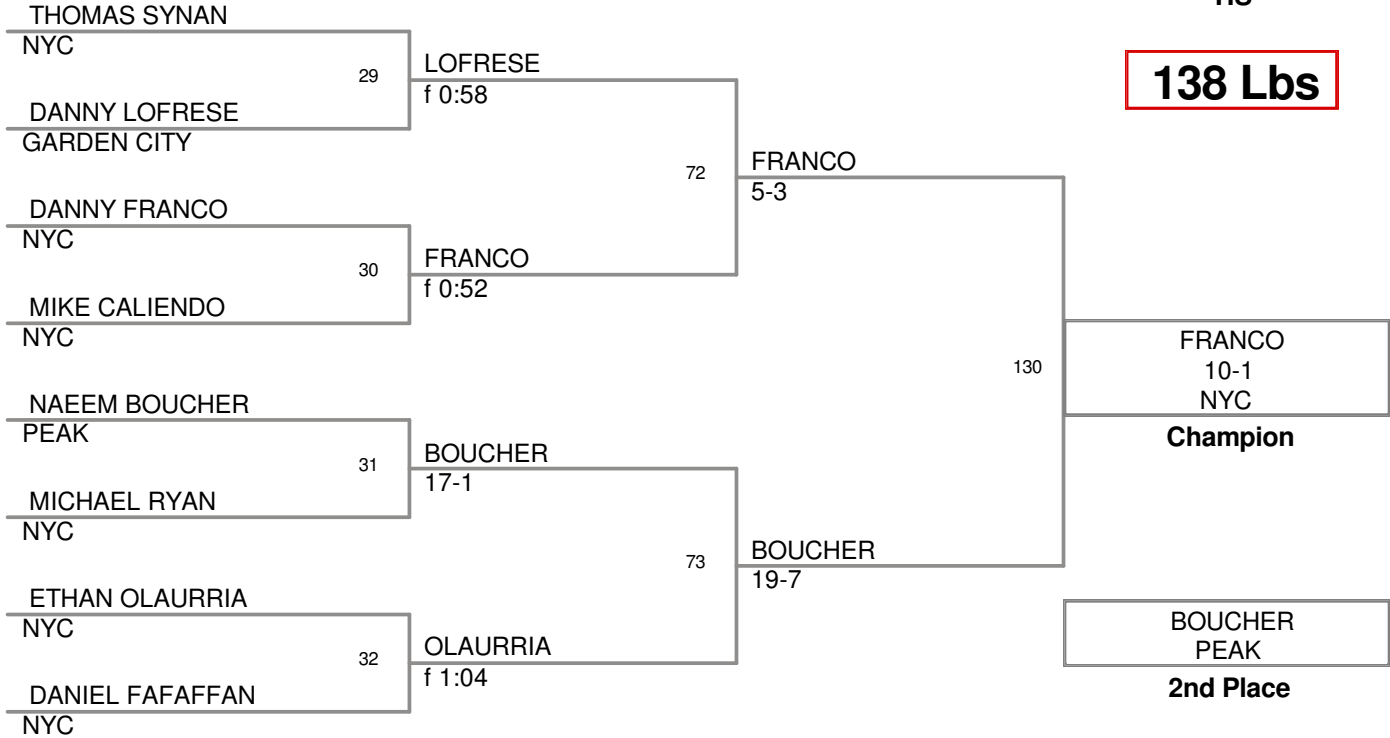 THOMAS SYNAN
NYC
29
DANNY LOFRESE
GARDEN CITY
DANNY FRANCO
NYC
30
MIKE CALIENDO
NYC
NAEEM BOUCHER
PEAK
31
MICHAEL RYAN
NYC
ETHAN OLAURRIA
NYC
32
DANIEL FAFAFFAN
NYC
LOFRESE
f 0:58
72
FRANCO
f 0:52
BOUCHER
17-1
73
OLAURRIA
f 1:04
FRANCO
5-3
130
BOUCHER
19-7
138 Lbs
FRANCO
10-1
NYC
Champion
BOUCHER
PEAK
2nd Place